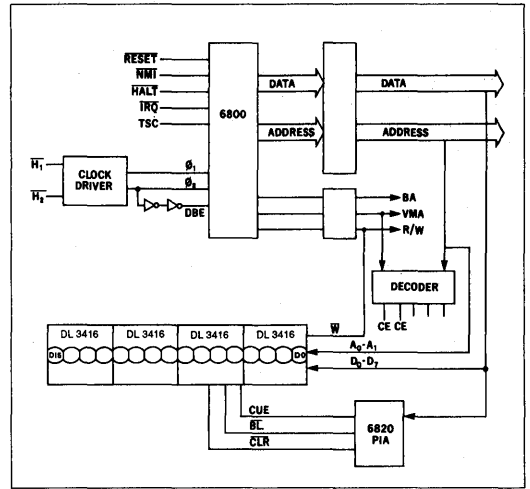 RESET
NMI
HALT
IRQ
TSC
6800
DATA
DATA
ADDRESS
ADDRESS
H1
H2
CLOCK
DRIVER
Ø1
Ø2
DBE
BA
VMA
R/W
DECODER
CE CE
W
DL 3416 DL 3416 DL 3416 DL 3416
DIS
DO
A0-A1
D0-D7
CUE
BL
CLR
6820
PIA